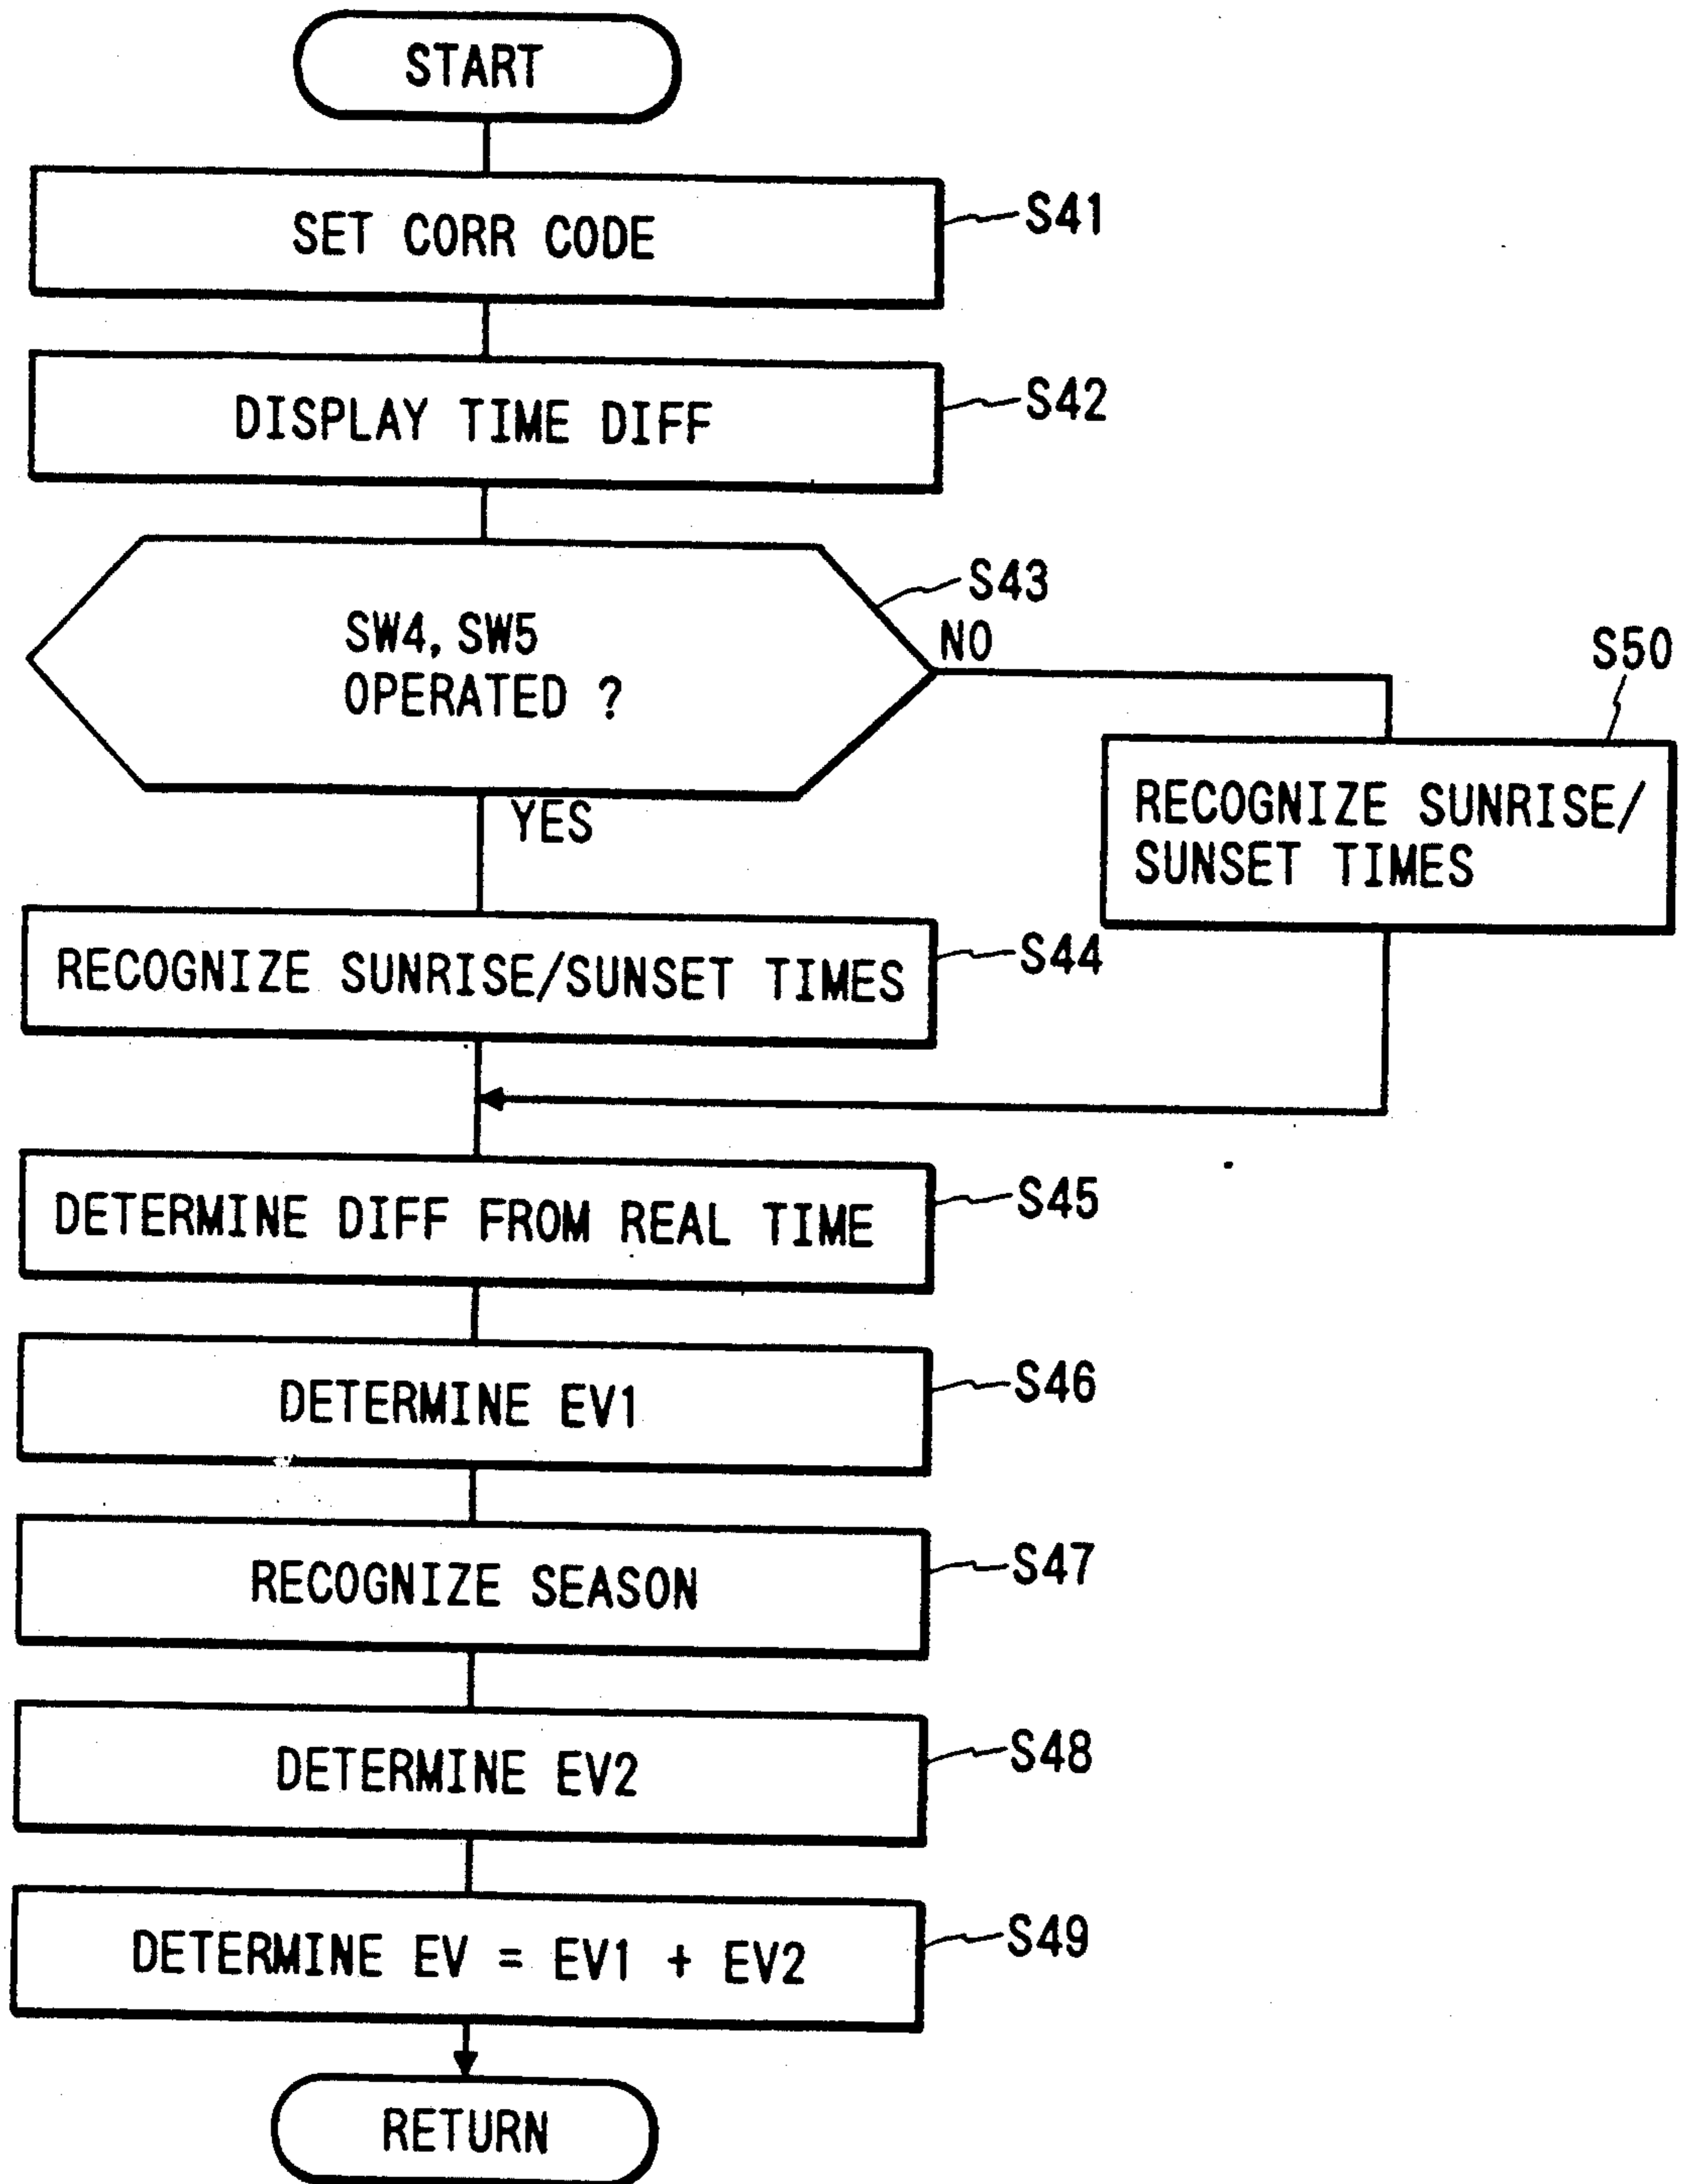 START
SET CORR CODE
S41
DISPLAY TIME DIFF
S42
SW4, SW5
OPERATED ?
S43
NO
YES
S50
RECOGNIZE SUNRISE/
SUNSET TIMES
RECOGNIZE SUNRISE/SUNSET TIMES
S44
DETERMINE DIFF FROM REAL TIME
S45
DETERMINE EV1
S46
RECOGNIZE SEASON
S47
DETERMINE EV2
S48
DETERMINE EV = EV1 + EV2
S49
RETURN